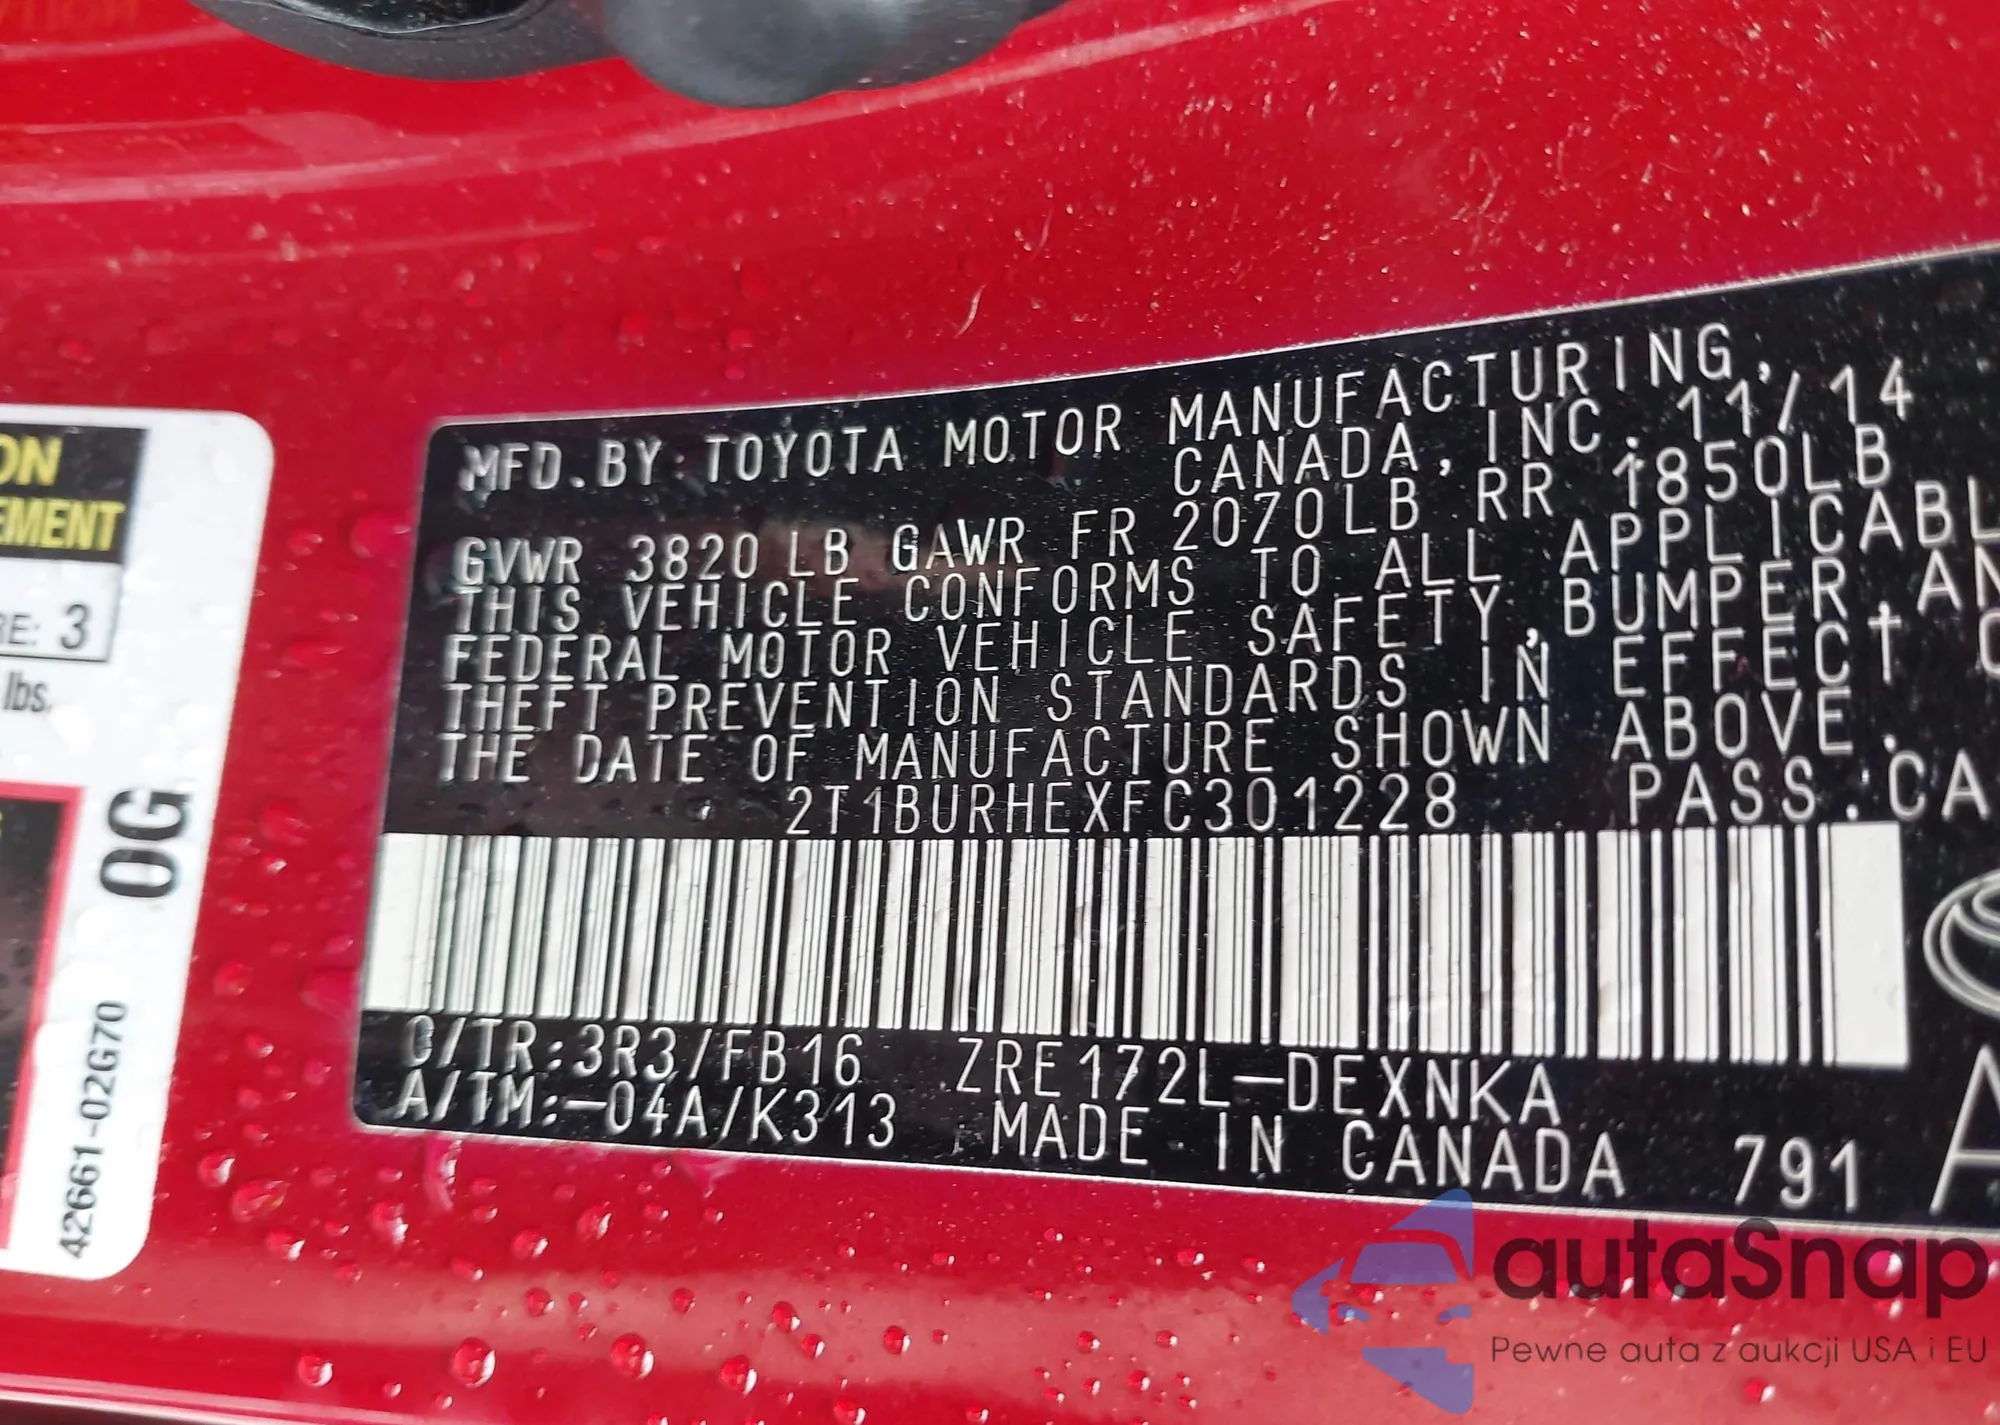 ON
EMENT
RE: 3
lbs.
0G
42661-02G70
MFD.BY TOYOTA MOTOR MANUFACTURING,
CANADA, INC. 11/14
GVWR 3820 LB GAWR FR 2070LB RR 1850LB
THIS VEHICLE CONFORMS TO ALL APPLICABL
FEDERAL MOTOR VEHICLE SAFETY, BUMPER, AN
THEFT PREVENTION STANDARDS IN EFFECT O
THE DATE OF MANUFACTURE SHOWN ABOVE.
2T1BURHEXFC301228 PASS.CA
C/TR:3R3/FB16 ZRE172L-DEXNKA
A/TM:-04A/K313 MADE IN CANADA 791
A
autaSnap
Pewne auta z aukcji USA i EU